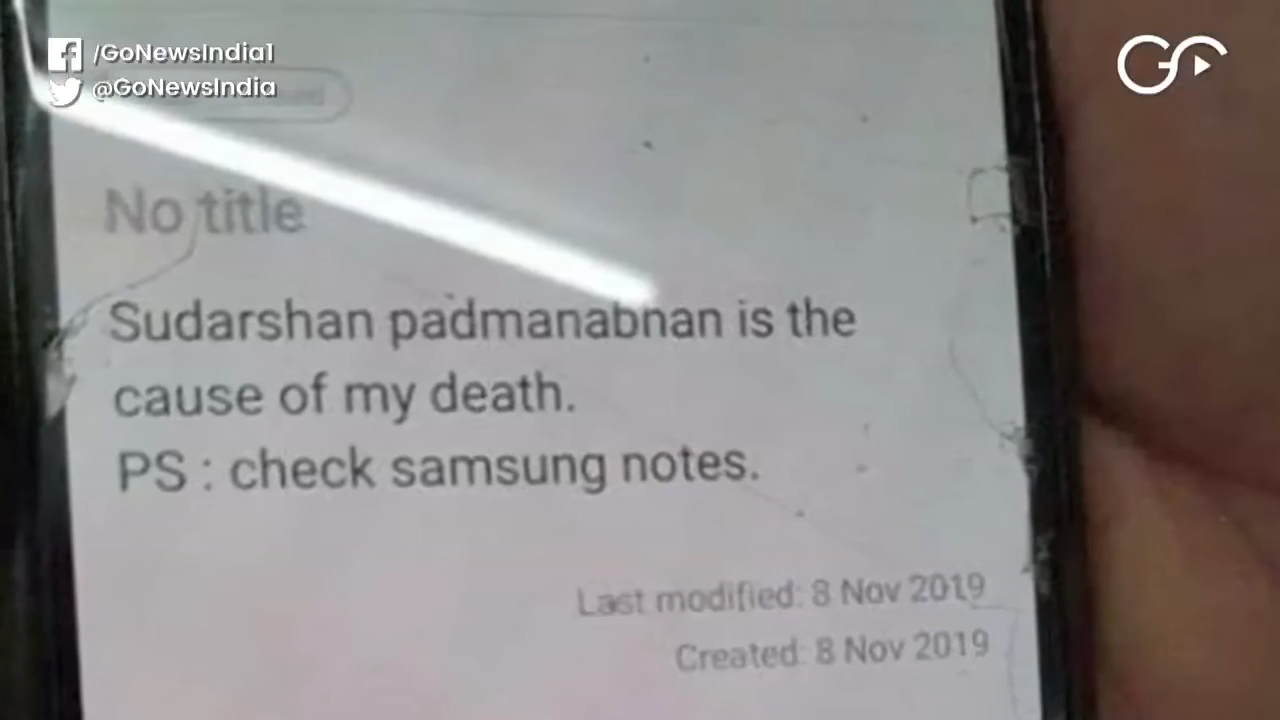 /GoNewsIndia1
@GoNewsIndia
No title
Sudarshan padmanabnan is the
cause of my death.
PS : check samsung notes.
Last modified: 8 Nov 2019
Created: 8 Nov 2019